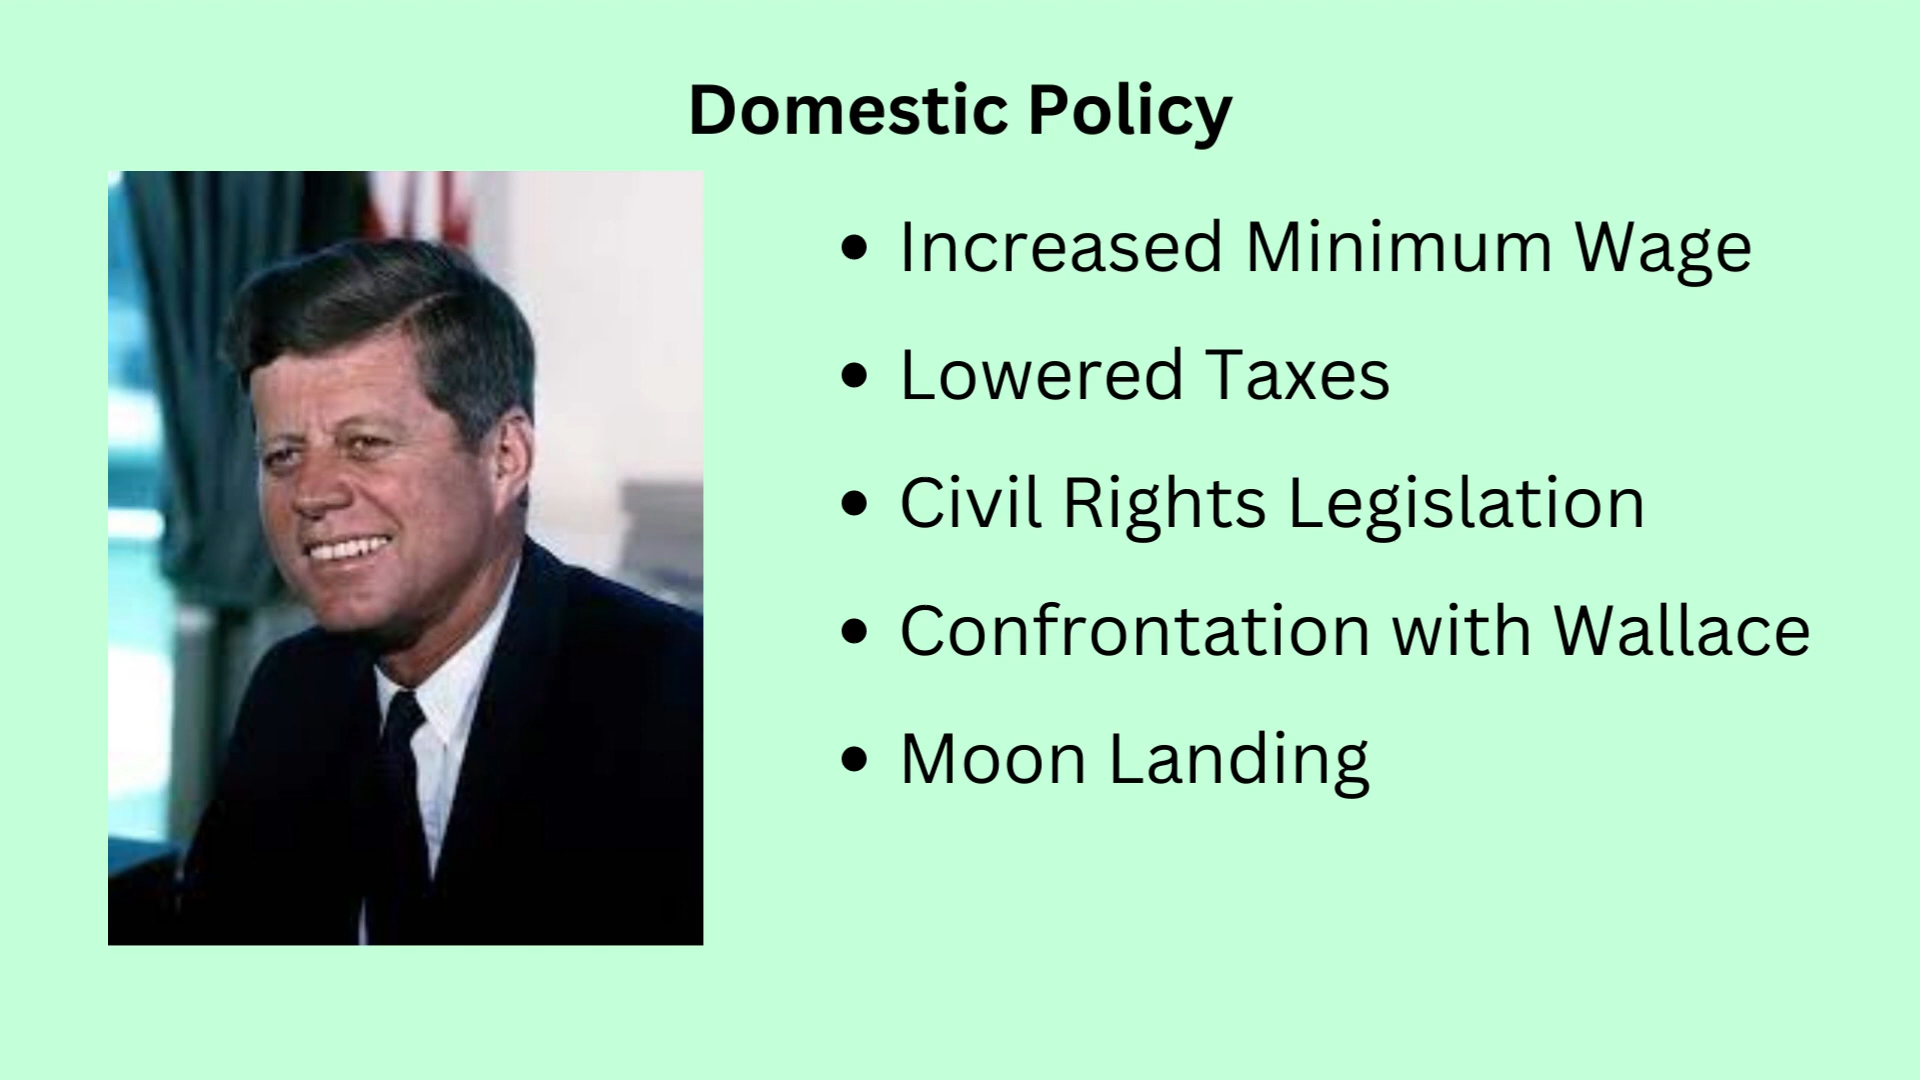 Domestic Policy
• Increased Minimum Wage
• Lowered Taxes
• Civil Rights Legislation
• Confrontation with Wallace
• Moon Landing